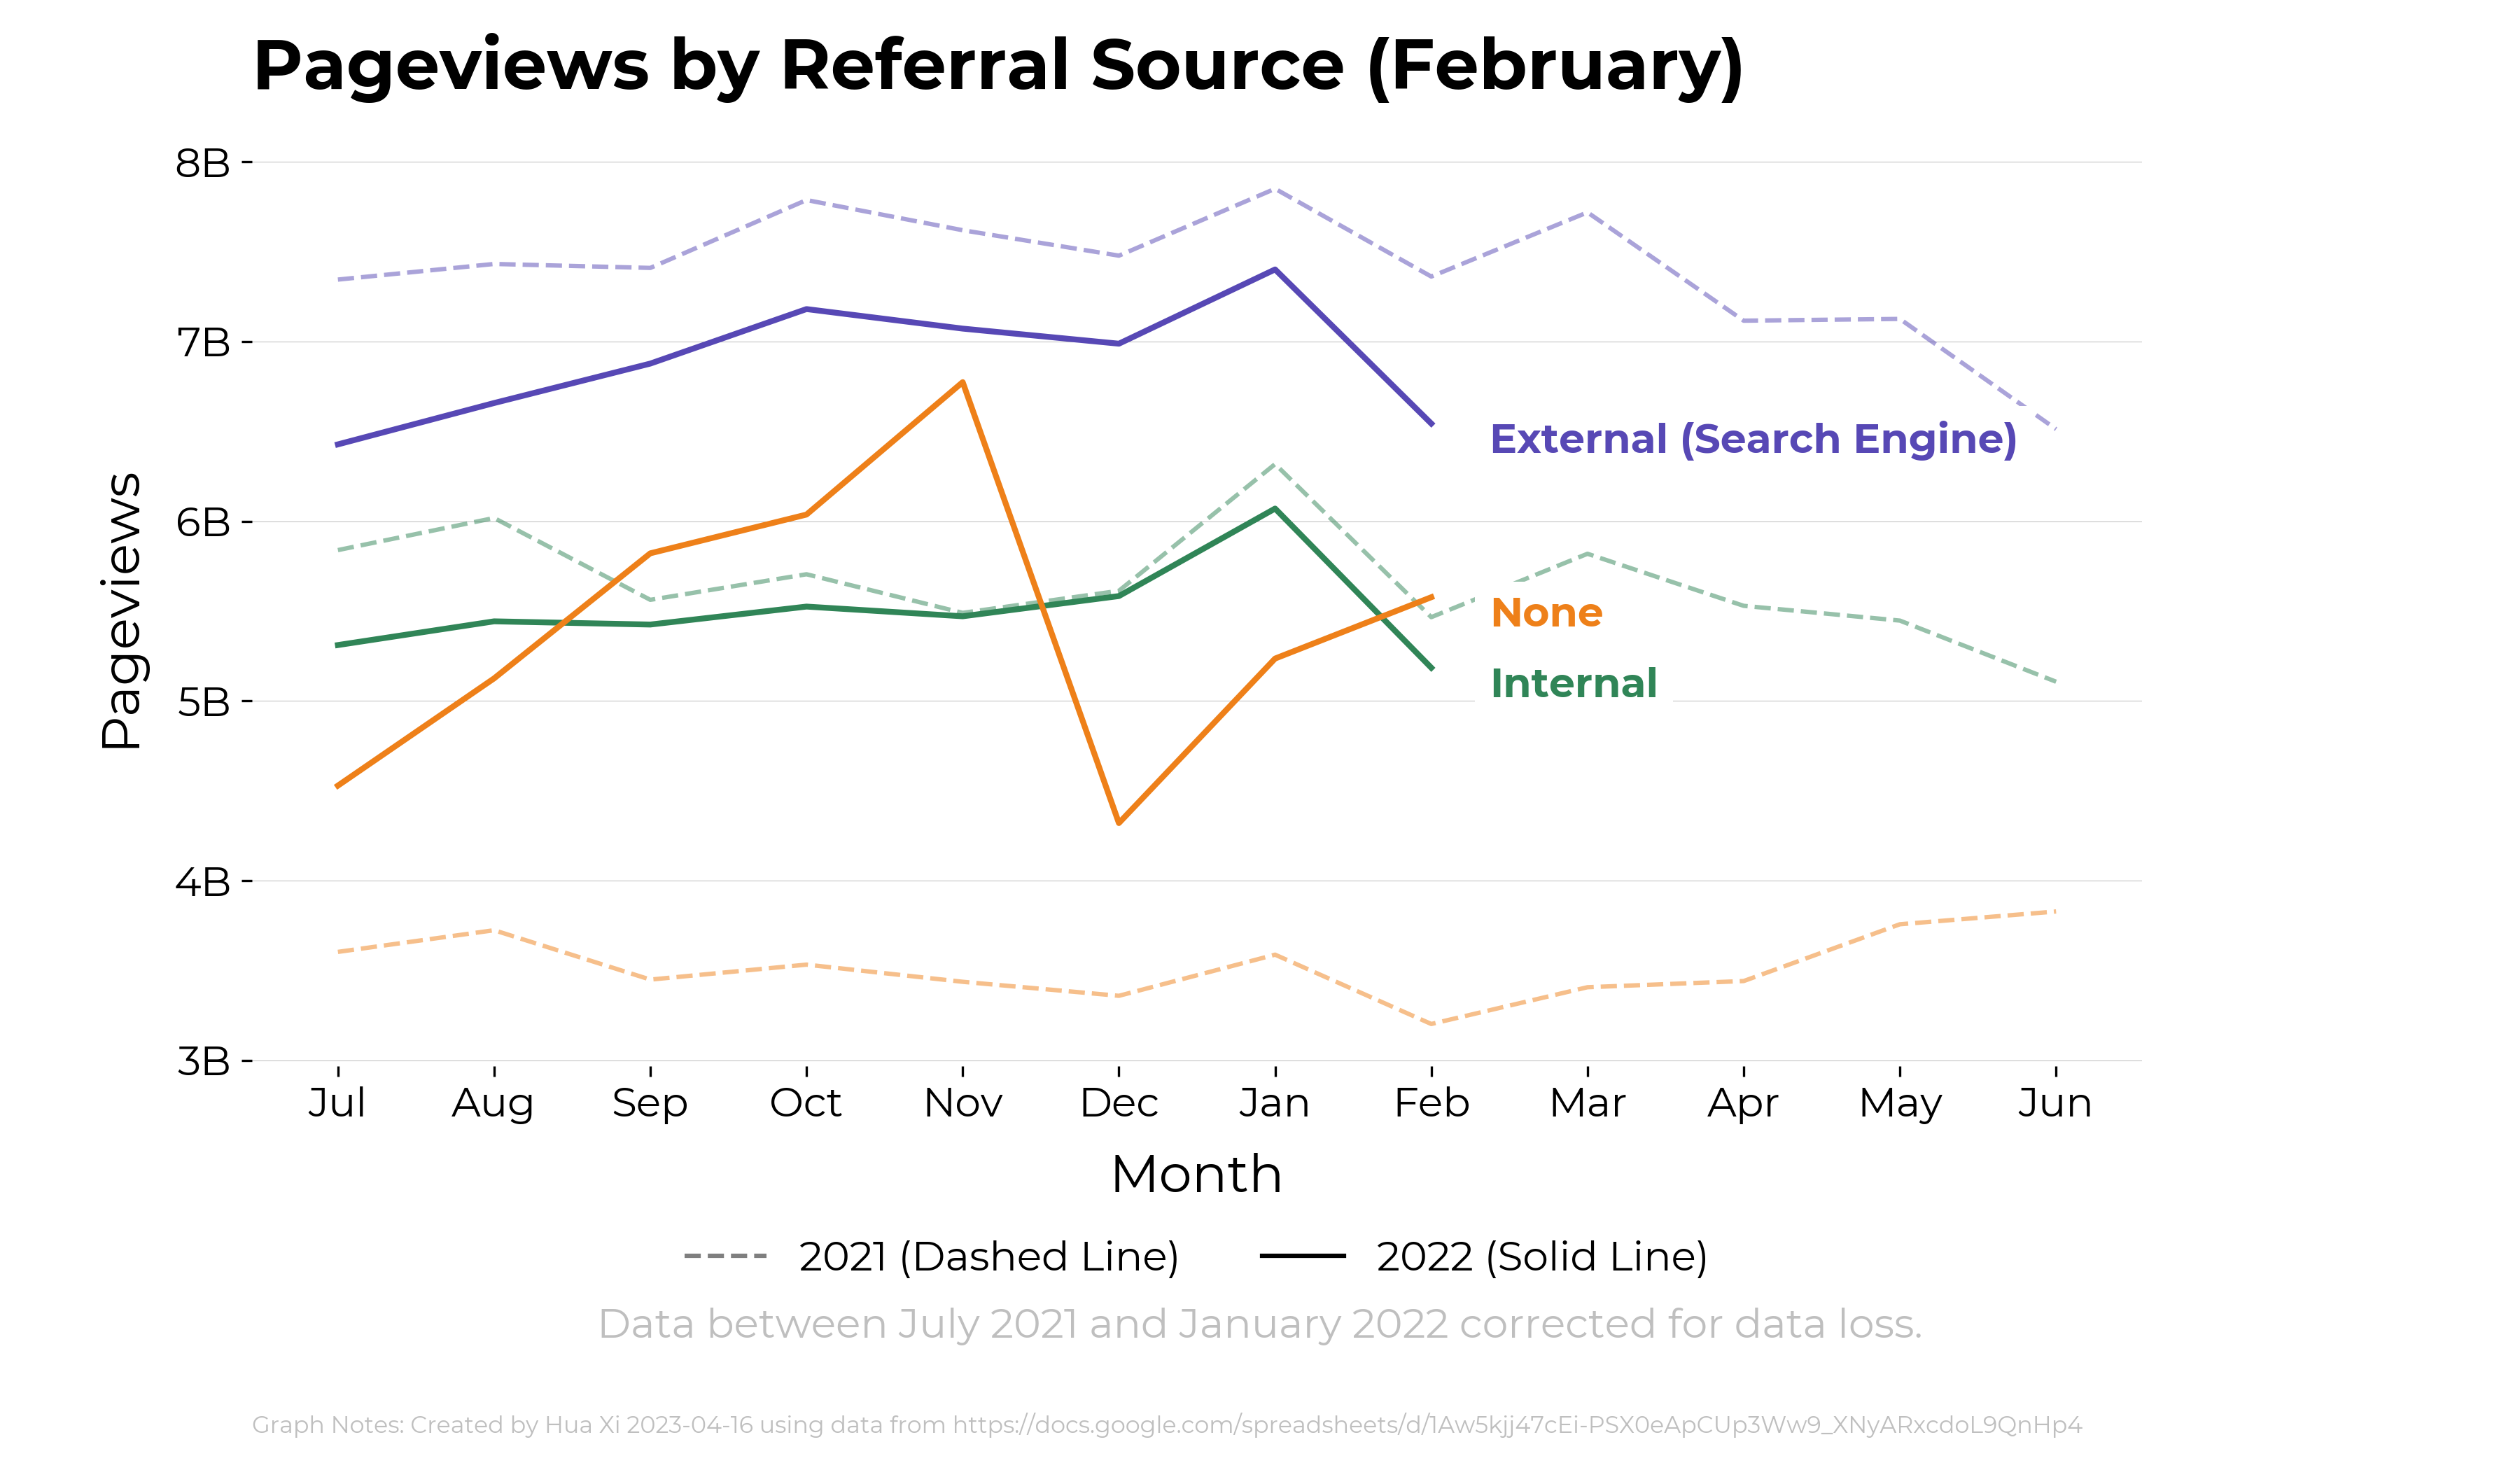 Pageviews by Referral Source (February)
8B
7B
6B
5B
4B
3B
Pageviews
External (Search Engine)
None
Internal
Jul Aug Sep Oct Nov Dec Jan Feb Mar Apr May Jun
Month
2021 (Dashed Line) 2022 (Solid Line)
Data between July 2021 and January 2022 corrected for data loss.
Graph Notes: Created by Hua Xi 2023-04-16 using data from https://docs.google.com/spreadsheets/d/1Aw5kjj47cEi-PSX0eApCUp3Ww9_XNyARxcdoL9QnHp4